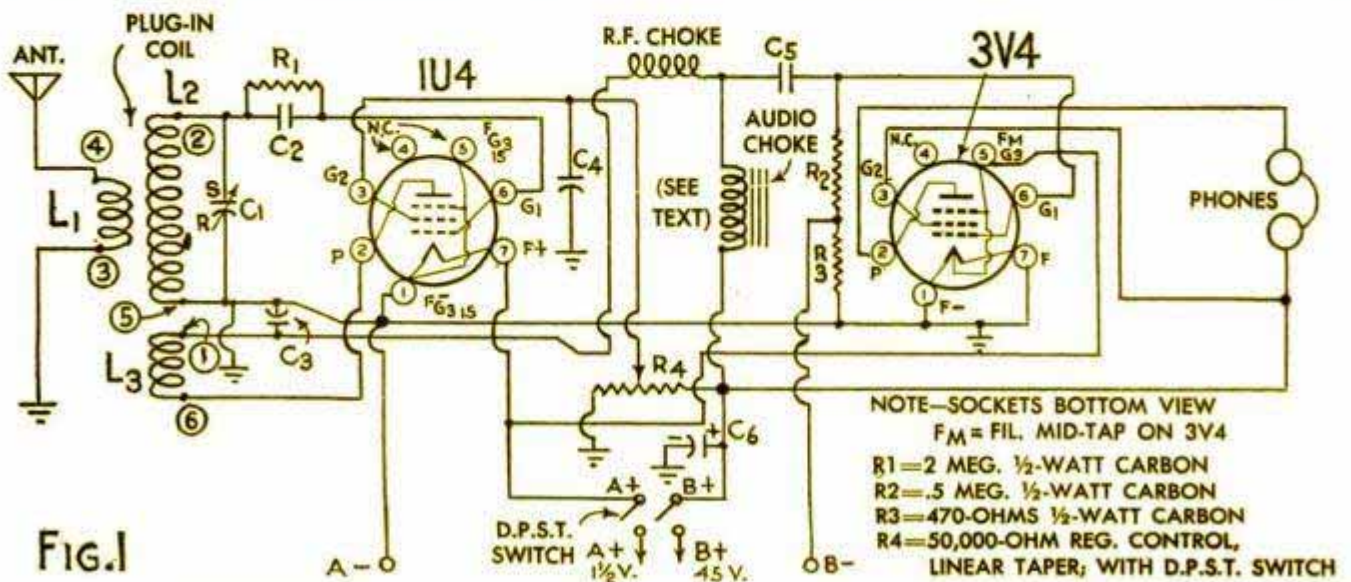 PLUG-IN
COIL
ANT.
L2
R1
1U4
R.F. CHOKE
C5
3V4
4
2
C2
N.C.
4
5
F
G3
15
C4
AUDIO
CHOKE
N.C.
4
5
FM
G3
G2
3
6
G1
R2
G2
3
6
G1
PHONES
L1
S
R
C1
(SEE
TEXT)
3
P
2
7
F+
R3
P
2
7
F
5
1
F-
G3 15
1
F-
1
C3
L3
R4
6
NOTE—SOCKETS BOTTOM VIEW
FM = FIL. MID-TAP ON 3V4
- + C6
R1=2 MEG. ½-WATT CARBON
A+ B+
R2=.5 MEG. ½-WATT CARBON
D.P.S.T.
SWITCH
R3=470-OHMS ½-WATT CARBON
R4=50,000-OHM REG. CONTROL,
LINEAR TAPER; WITH D.P.S.T. SWITCH
FIG.1
A-
A+
1½V.
B+
45 V.
B-